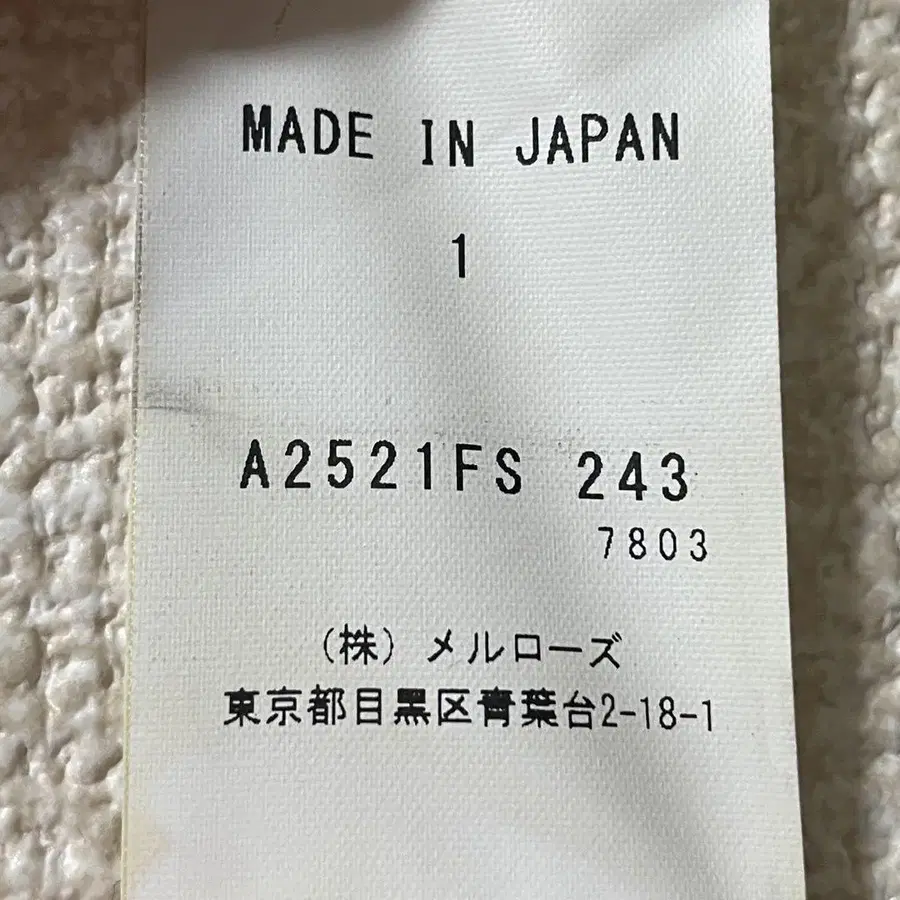 MADE IN JAPAN
1
A2521FS 243
7803
(株) メルローズ
東京都目黒区青葉台2-18-1